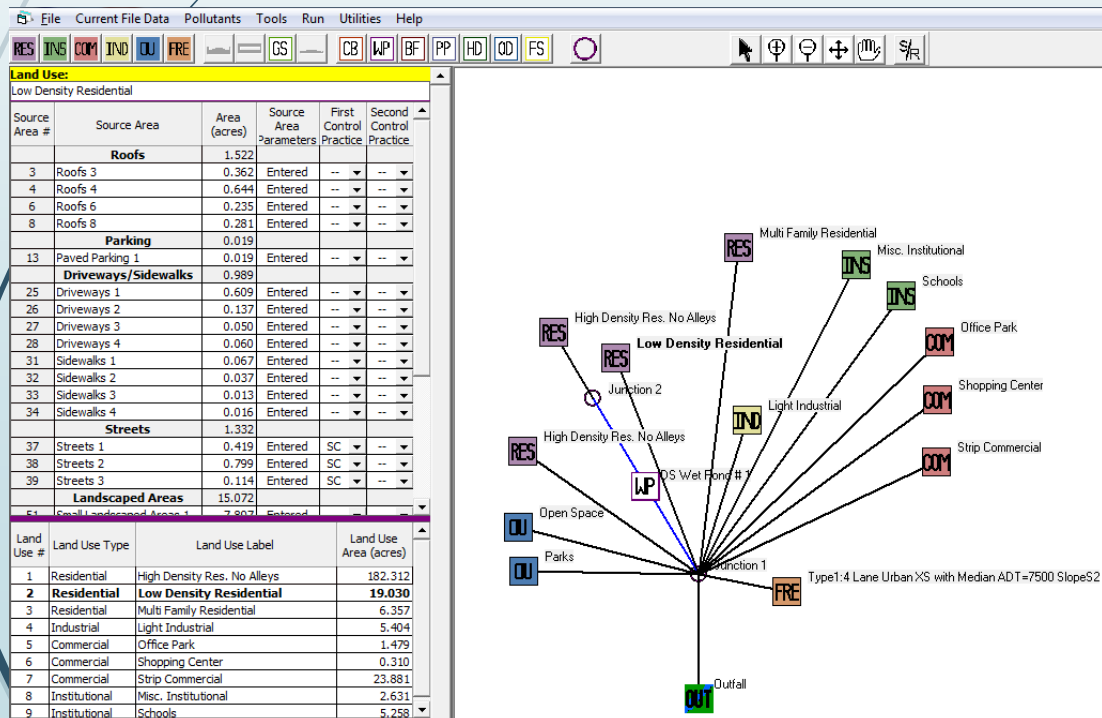 File Current File Data Pollutants Tools Run Utilities Help
RES INS COM IND OU FRE GS CB WP BF PP HD OD FS S/R
Land Use:
Low Density Residential
Source Area # Source Area Area (acres) Source Area Parameters First Control Practice Second Control Practice
Roofs 1.522
3 Roofs 3 0.362 Entered -- --
4 Roofs 4 0.644 Entered -- --
6 Roofs 6 0.235 Entered -- --
8 Roofs 8 0.281 Entered -- --
Parking 0.019
13 Paved Parking 1 0.019 Entered -- --
Driveways/Sidewalks 0.989
25 Driveways 1 0.609 Entered -- --
26 Driveways 2 0.137 Entered -- --
27 Driveways 3 0.050 Entered -- --
28 Driveways 4 0.060 Entered -- --
31 Sidewalks 1 0.067 Entered -- --
32 Sidewalks 2 0.037 Entered -- --
33 Sidewalks 3 0.013 Entered -- --
34 Sidewalks 4 0.016 Entered -- --
Streets 1.332
37 Streets 1 0.419 Entered SC --
38 Streets 2 0.799 Entered SC --
39 Streets 3 0.114 Entered SC --
Landscaped Areas 15.072
51 Small Landscaped Areas 1 7.807 Entered
Land Use # Land Use Type Land Use Label Land Use Area (acres)
1 Residential High Density Res. No Alleys 182.312
2 Residential Low Density Residential 19.030
3 Residential Multi Family Residential 6.357
4 Industrial Light Industrial 5.404
5 Commercial Office Park 1.479
6 Commercial Shopping Center 0.310
7 Commercial Strip Commercial 23.881
8 Institutional Misc. Institutional 2.631
9 Institutional Schools 5.258
RES Multi Family Residential
INS Misc. Institutional
INS Schools
RES High Density Res. No Alleys
RES Low Density Residential
COM Office Park
Junction 2
COM Shopping Center
IND Light Industrial
RES High Density Res. No Alleys
COM Strip Commercial
WP DS Wet Pond # 1
OU Open Space
OU Parks
Junction 1
FRE Type1:4 Lane Urban XS with Median ADT=7500 SlopeS2
OUT Outfall